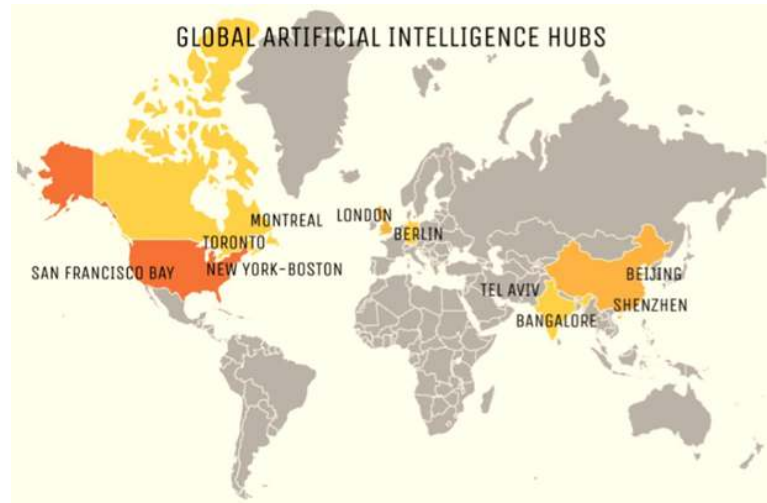 GLOBAL ARTIFICIAL INTELLIGENCE HUBS
MONTREAL
LONDON
TORONTO
BERLIN
SAN FRANCISCO BAY
NEW YORK-BOSTON
TEL AVIV
BEIJING
SHENZHEN
BANGALORE